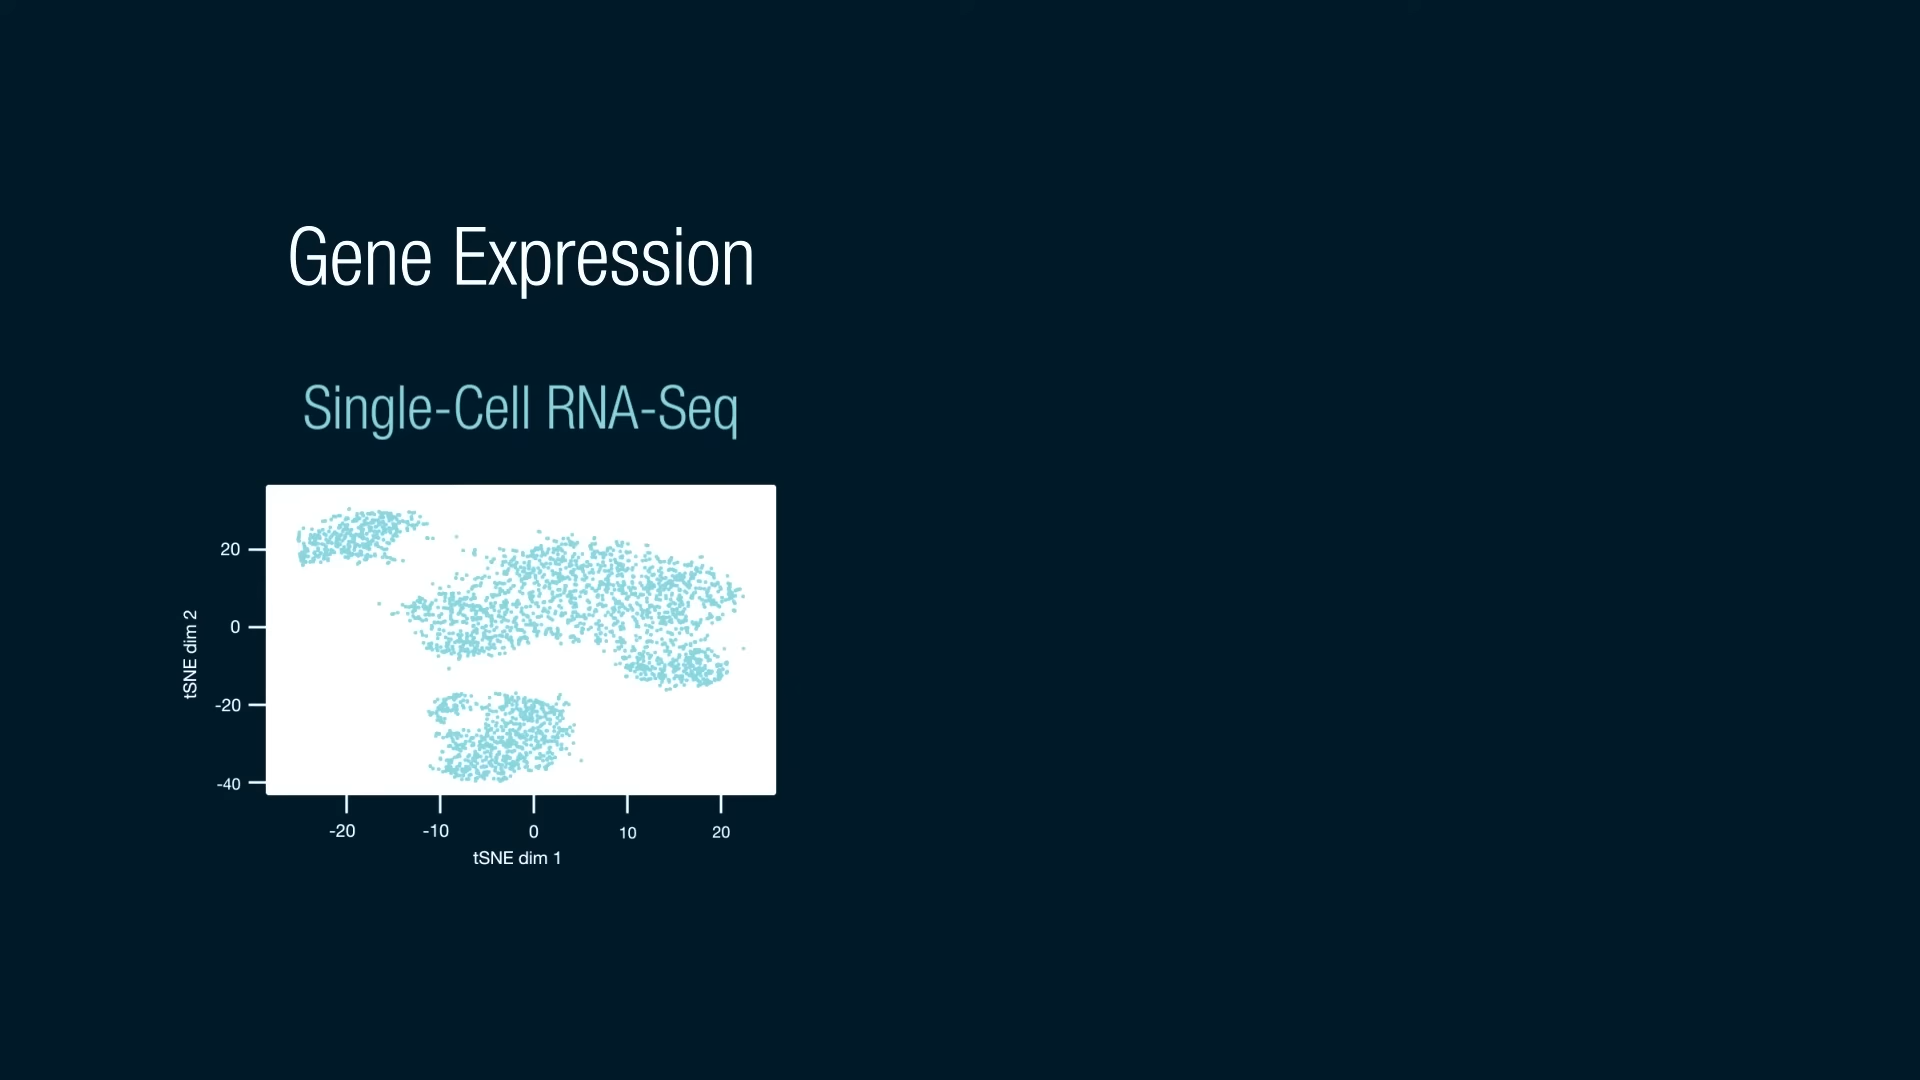 Gene Expression
Single-Cell RNA-Seq
20
0
-20
-40
tSNE dim 2
-20 -10 0 10 20
tSNE dim 1